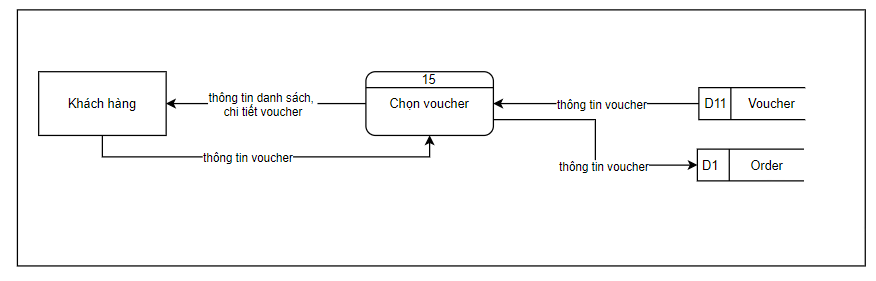 15
Khách hàng
thông tin danh sách,
chi tiết voucher
Chọn voucher
thông tin voucher
D11
Voucher
thông tin voucher
thông tin voucher
D1
Order